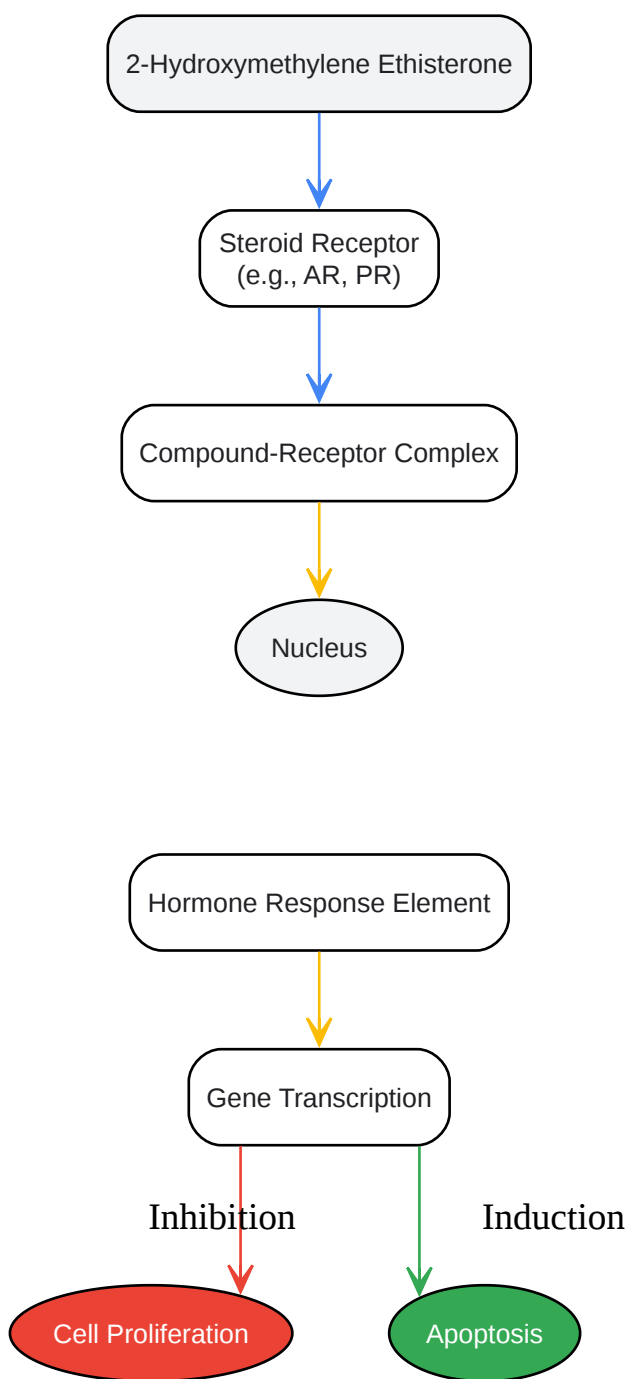 2-Hydroxymethylene Ethisterone
Steroid Receptor
(e.g., AR, PR)
Compound-Receptor Complex
Nucleus
Hormone Response Element
Gene Transcription
Inhibition
Induction
Cell Proliferation
Apoptosis